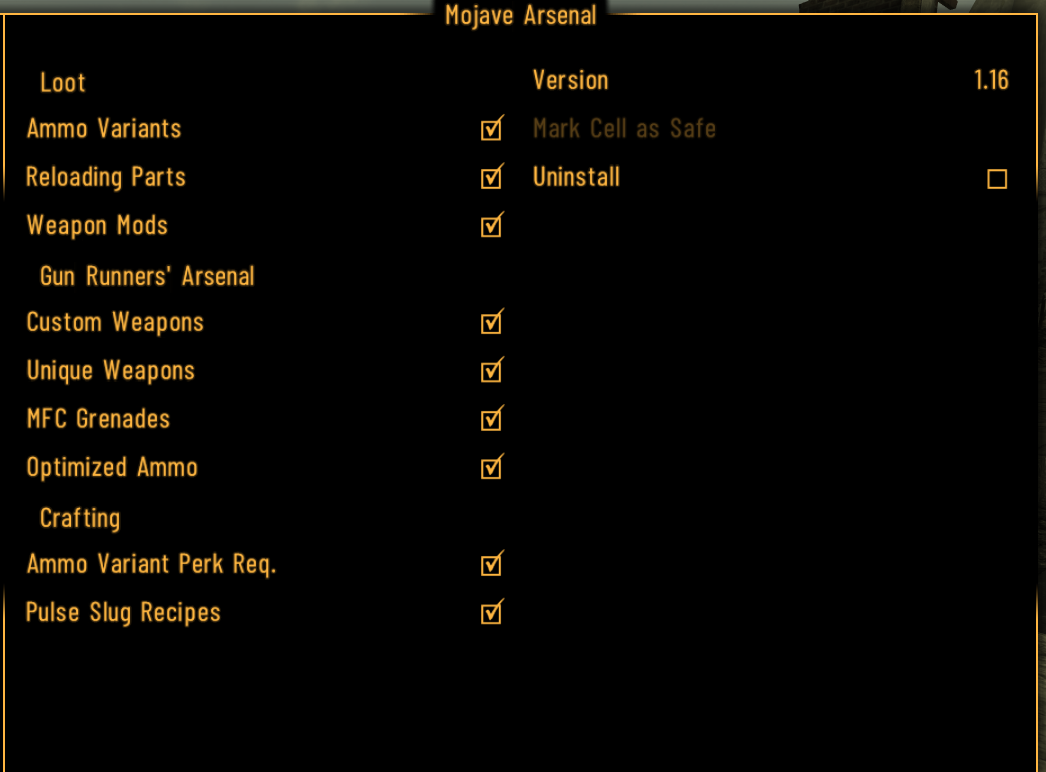 Mojave Arsenal
Loot
Ammo Variants
Reloading Parts
Weapon Mods
Gun Runners' Arsenal
Custom Weapons
Unique Weapons
MFC Grenades
Optimized Ammo
Crafting
Ammo Variant Perk Req.
Pulse Slug Recipes
Version 1.16
Mark Cell as Safe
Uninstall